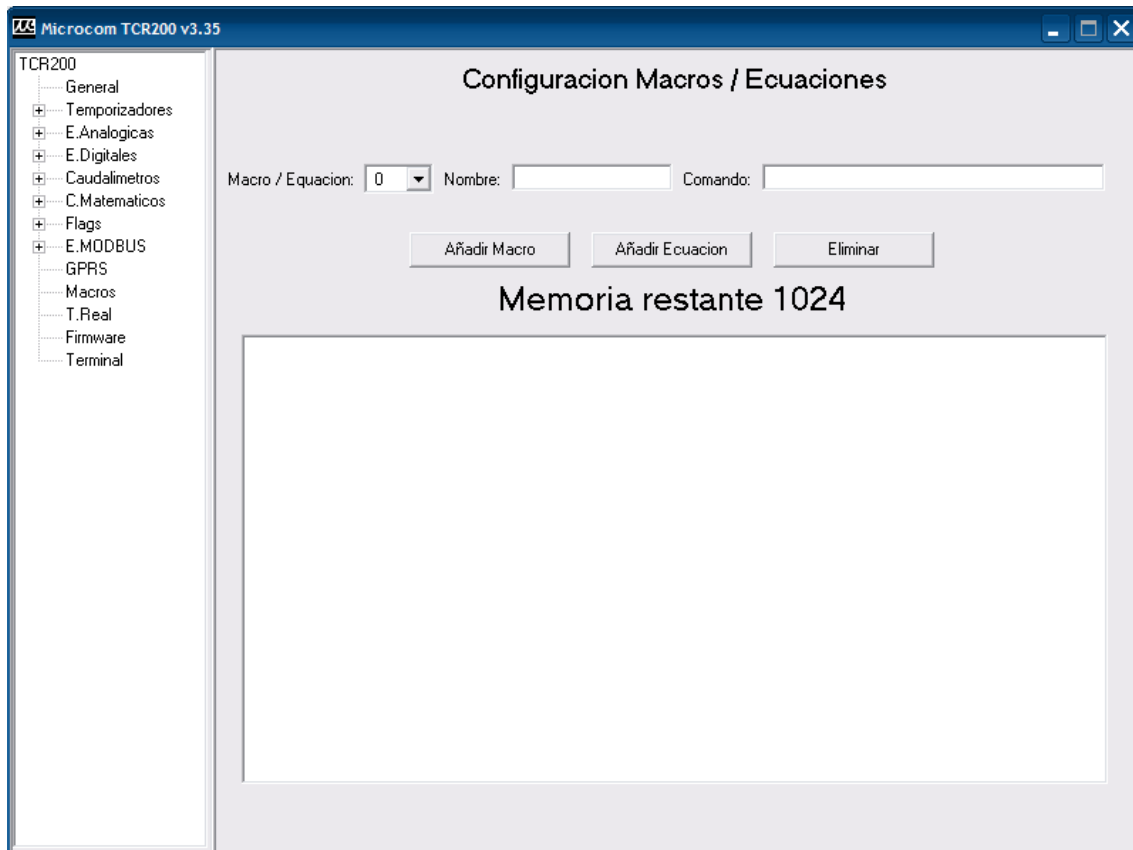 Microcom TCR200 v3.35
TCR200
General
Temporizadores
E.Analogicas
E.Digitales
Caudalimetros
C.Matematicos
Flags
E.MODBUS
GPRS
Macros
T.Real
Firmware
Terminal
Configuracion Macros / Ecuaciones
Macro / Equacion: 0 Nombre: Comando:
Añadir Macro Añadir Ecuacion Eliminar
Memoria restante 1024